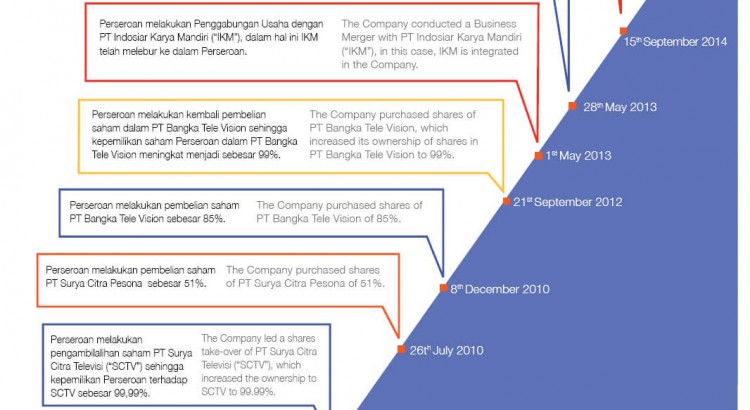 Perseroan melakukan Penggabungan Usaha dengan
PT Indosiar Karya Mandiri (“IKM”), dalam hal ini IKM
telah melebur ke dalam Perseroan.
The Company conducted a Business
Merger with PT Indosiar Karya Mandiri
(“IKM”), in this case, IKM is integrated
in the Company.
15th September 2014
28th May 2013
Perseroan melakukan kembali pembelian
saham dalam PT Bangka Tele Vision sehingga
kepemilikan saham Perseroan dalam PT Bangka
Tele Vision meningkat menjadi sebesar 99%.
The Company purchased shares of
PT Bangka Tele Vision, which
increased its ownership of shares in
PT Bangka Tele Vision to 99%.
1st May 2013
21st September 2012
Perseroan melakukan pembelian saham
PT Bangka Tele Vision sebesar 85%.
The Company purchased shares of
PT Bangka Tele Vision of 85%.
Perseroan melakukan pembelian saham
PT Surya Citra Pesona sebesar 51%.
The Company purchased shares
of PT Surya Citra Pesona of 51%.
8th December 2010
Perseroan melakukan
pengambilalihan saham PT Surya
Citra Televisi (“SCTV”) sehingga
kepemilikan Perseroan terhadap
SCTV sebesar 99,99%.
The Company led a shares
take-over of PT Surya Citra
Televisi (“SCTV”), which
increased the ownership to
SCTV to 99.99%.
26th July 2010